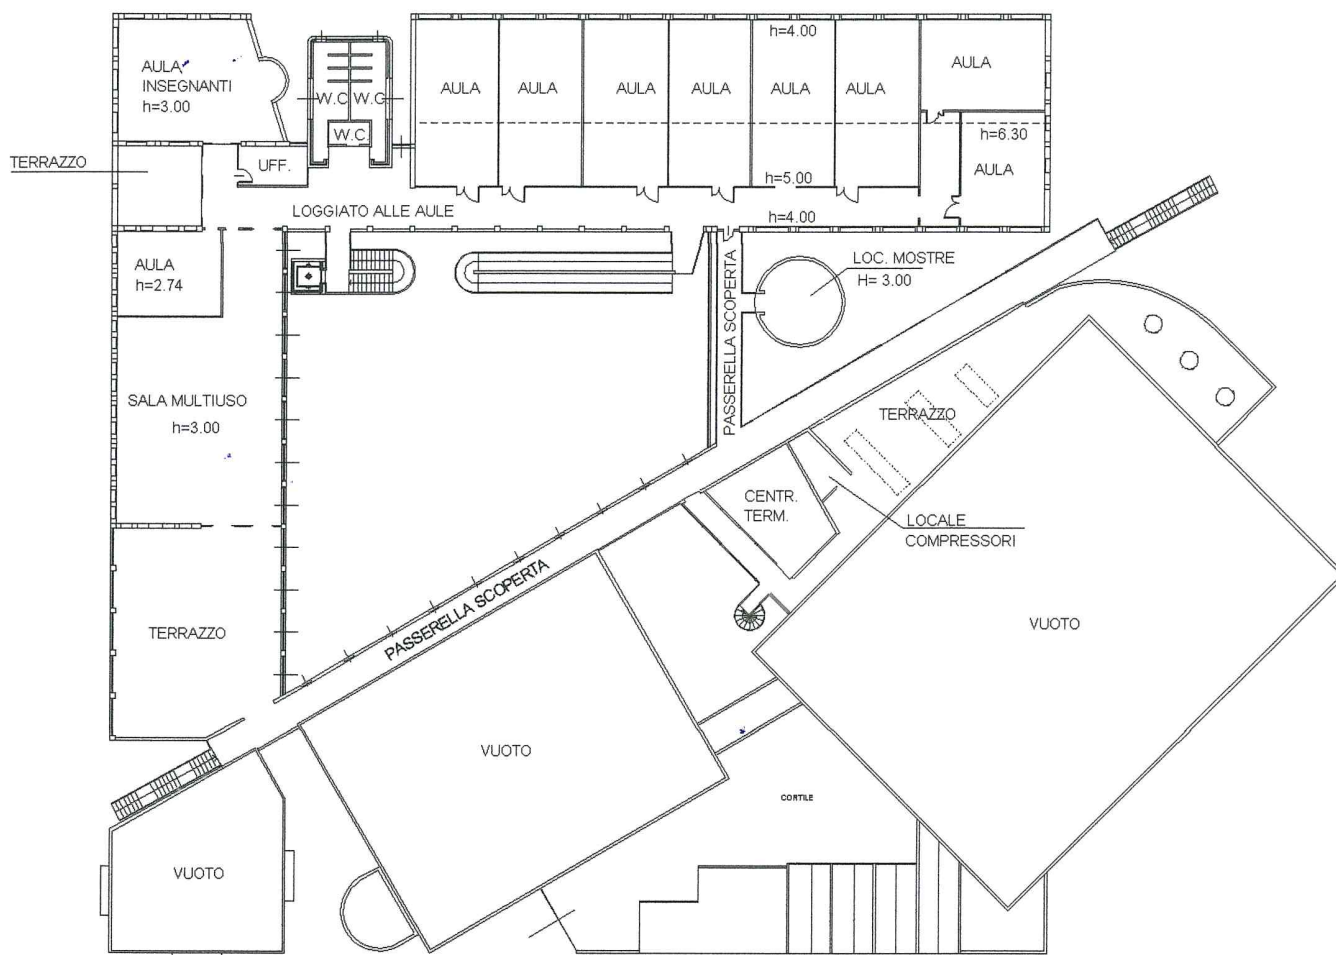 h=4.00
AULA
INSEGNANTI
h=3.00
W.C
W.C
W.C.
AULA
AULA
AULA
AULA
AULA
AULA
AULA
h=6.30
AULA
TERRAZZO
UFF.
h=5.00
LOGGIATO ALLE AULE
h=4.00
AULA
h=2.74
PASSERELLA SCOPERTA
LOC. MOSTRE
H= 3.00
SALA MULTIUSO
h=3.00
TERRAZZO
CENTR.
TERM.
LOCALE
COMPRESSORI
PASSERELLA SCOPERTA
TERRAZZO
VUOTO
VUOTO
CORTILE
VUOTO